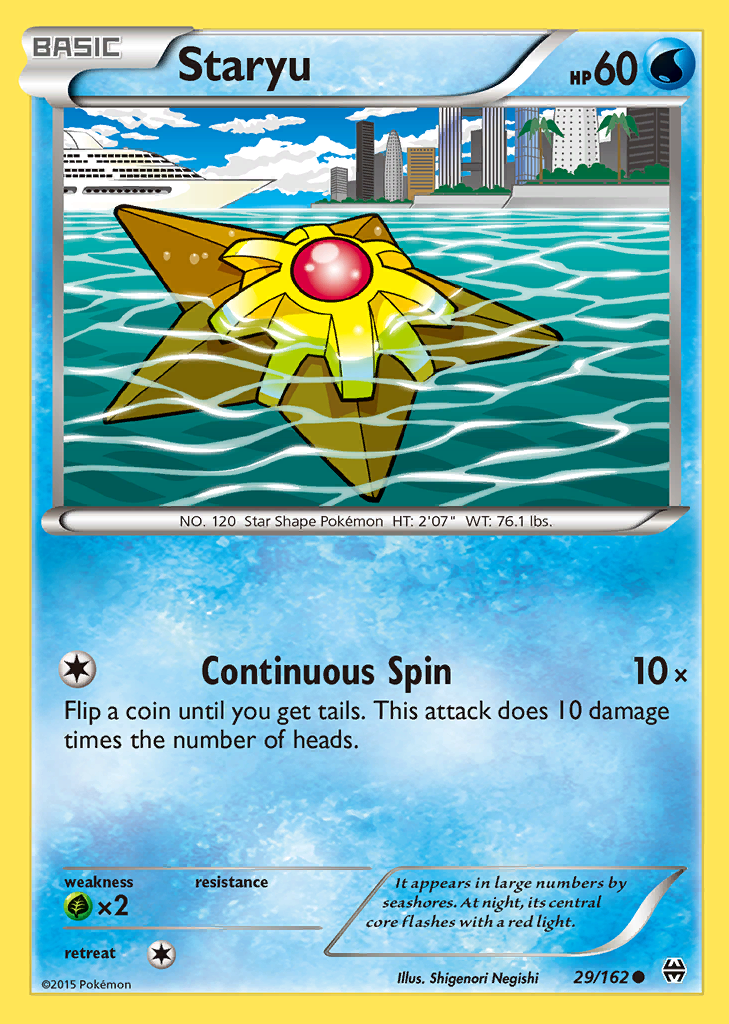 BASIC
Staryu
HP60
NO. 120 Star Shape Pokémon HT: 2'07" WT: 76.1 lbs.
Continuous Spin 10×
Flip a coin until you get tails. This attack does 10 damage
times the number of heads.
weakness resistance
×2
retreat
It appears in large numbers by
seashores. At night, its central
core flashes with a red light.
©2015 Pokémon
Illus. Shigenori Negishi
29/162